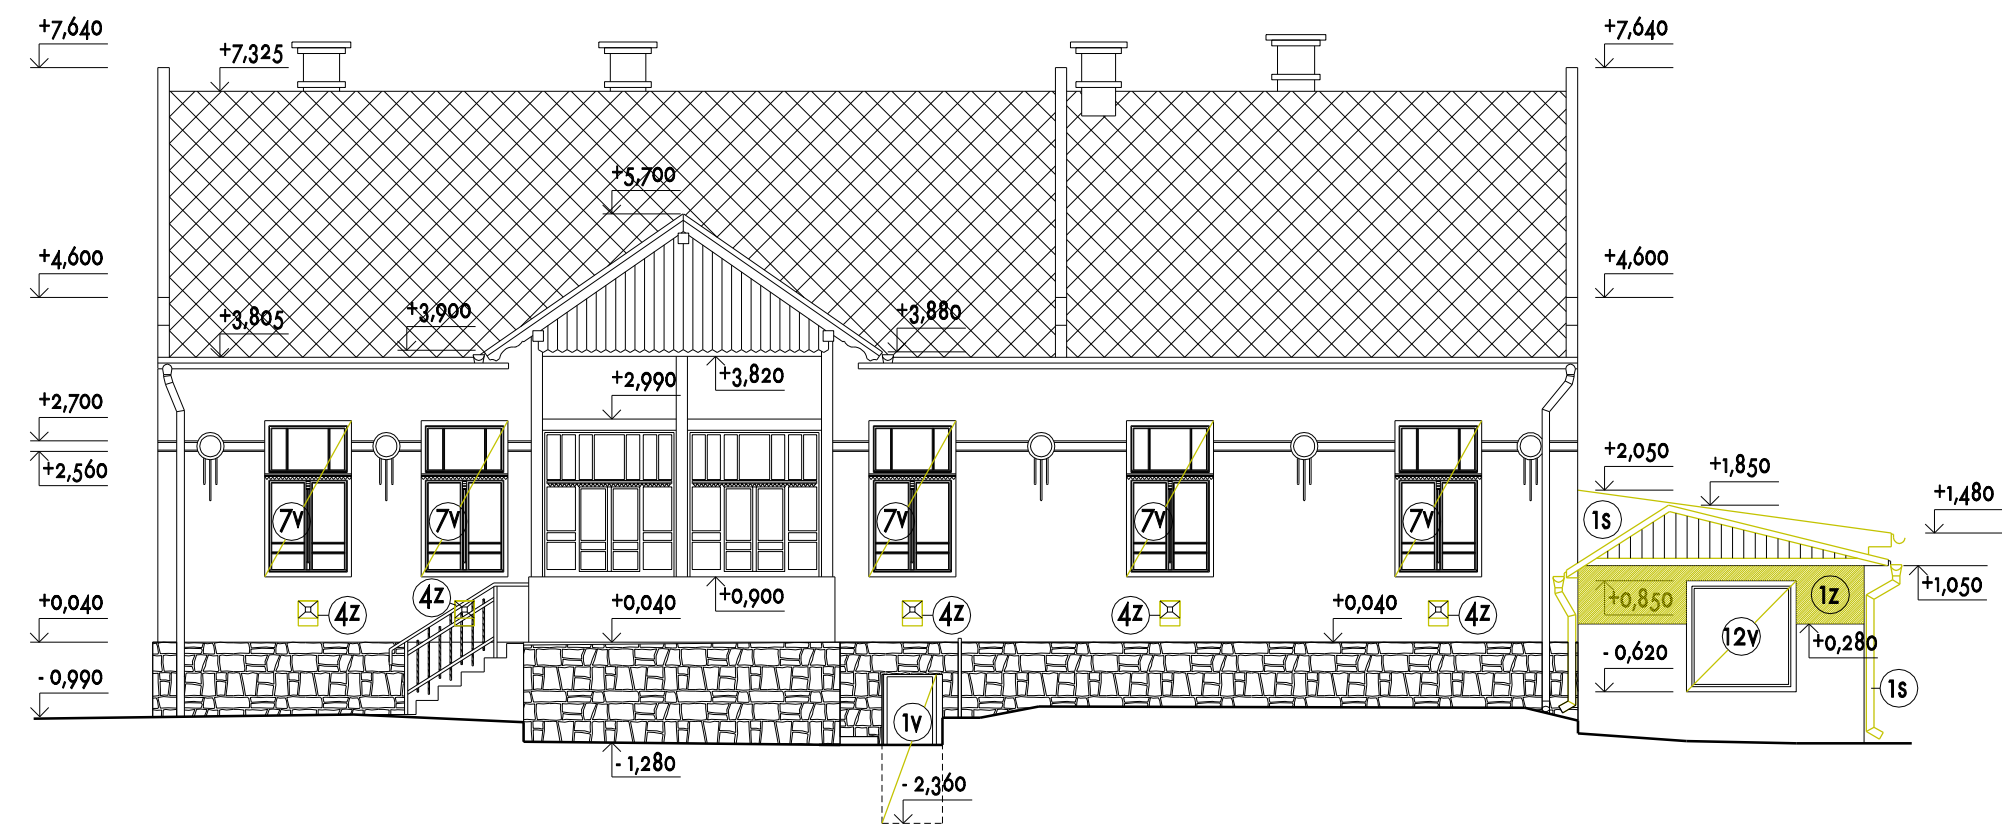 +7,640
+7,640
+7,325
+5,700
+4,600
+4,600
+3,805
+3,900
+3,880
+3,820
+2,990
+2,700
+2,560
+2,050
+1,850
+1,480
7v
7v
7v
7v
7v
1s
+1,050
+0,850
1z
4z
4z
4z
4z
4z
+0,040
+0,040
+0,040
+0,900
12v
+0,280
- 0,620
- 0,990
1s
1v
- 1,280
- 2,360